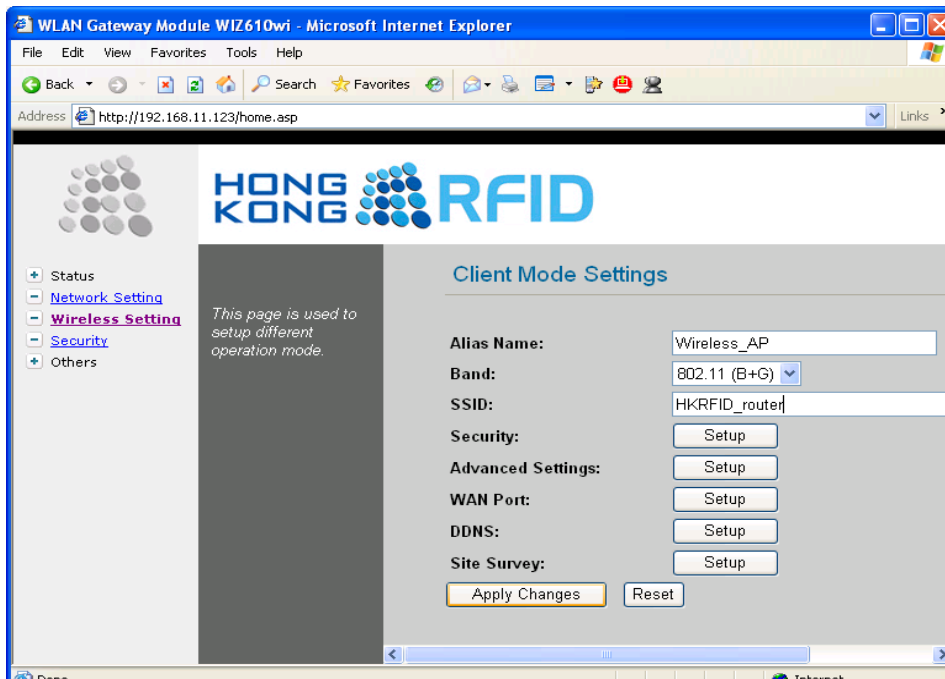 WLAN Gateway Module WIZ610wi - Microsoft Internet Explorer
File Edit View Favorites Tools Help
Back Search Favorites
Address http://192.168.11.123/home.asp Links
HONG KONG RFID
Status
Network Setting
Wireless Setting
Security
Others
This page is used to
setup different
operation mode.
Client Mode Settings
Alias Name: Wireless_AP
Band: 802.11 (B+G)
SSID: HKRFID_router
Security: Setup
Advanced Settings: Setup
WAN Port: Setup
DDNS: Setup
Site Survey: Setup
Apply Changes Reset
Done Internet